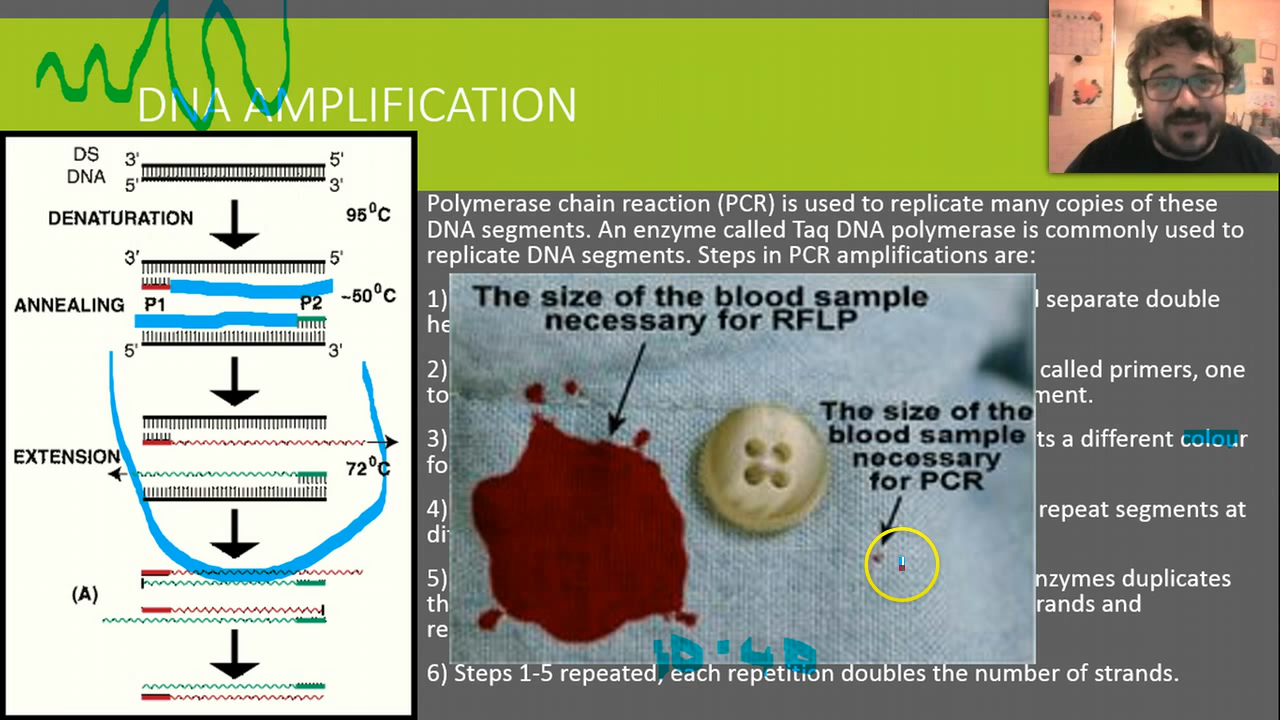 DNA AMPLIFICATION
DS
DNA
3'
5'
5'
3'
DENATURATION
95⁰C
3'
5'
ANNEALING
P1
P2
~50⁰C
5'
3'
EXTENSION
72⁰C
(A)
Polymerase chain reaction (PCR) is used to replicate many copies of these
DNA segments. An enzyme called Taq DNA polymerase is commonly used to
replicate DNA segments. Steps in PCR amplifications are:
1)
separate double
he
2)
called primers, one
to
ment.
3)
ts a different colour
fo
4)
repeat segments at
di
5)
nzymes duplicates
th
rands and
re
6) Steps 1-5 repeated, each repetition doubles the number of strands.
The size of the blood sample
necessary for RFLP
The size of the
blood sample
necessary
for PCR
10:40